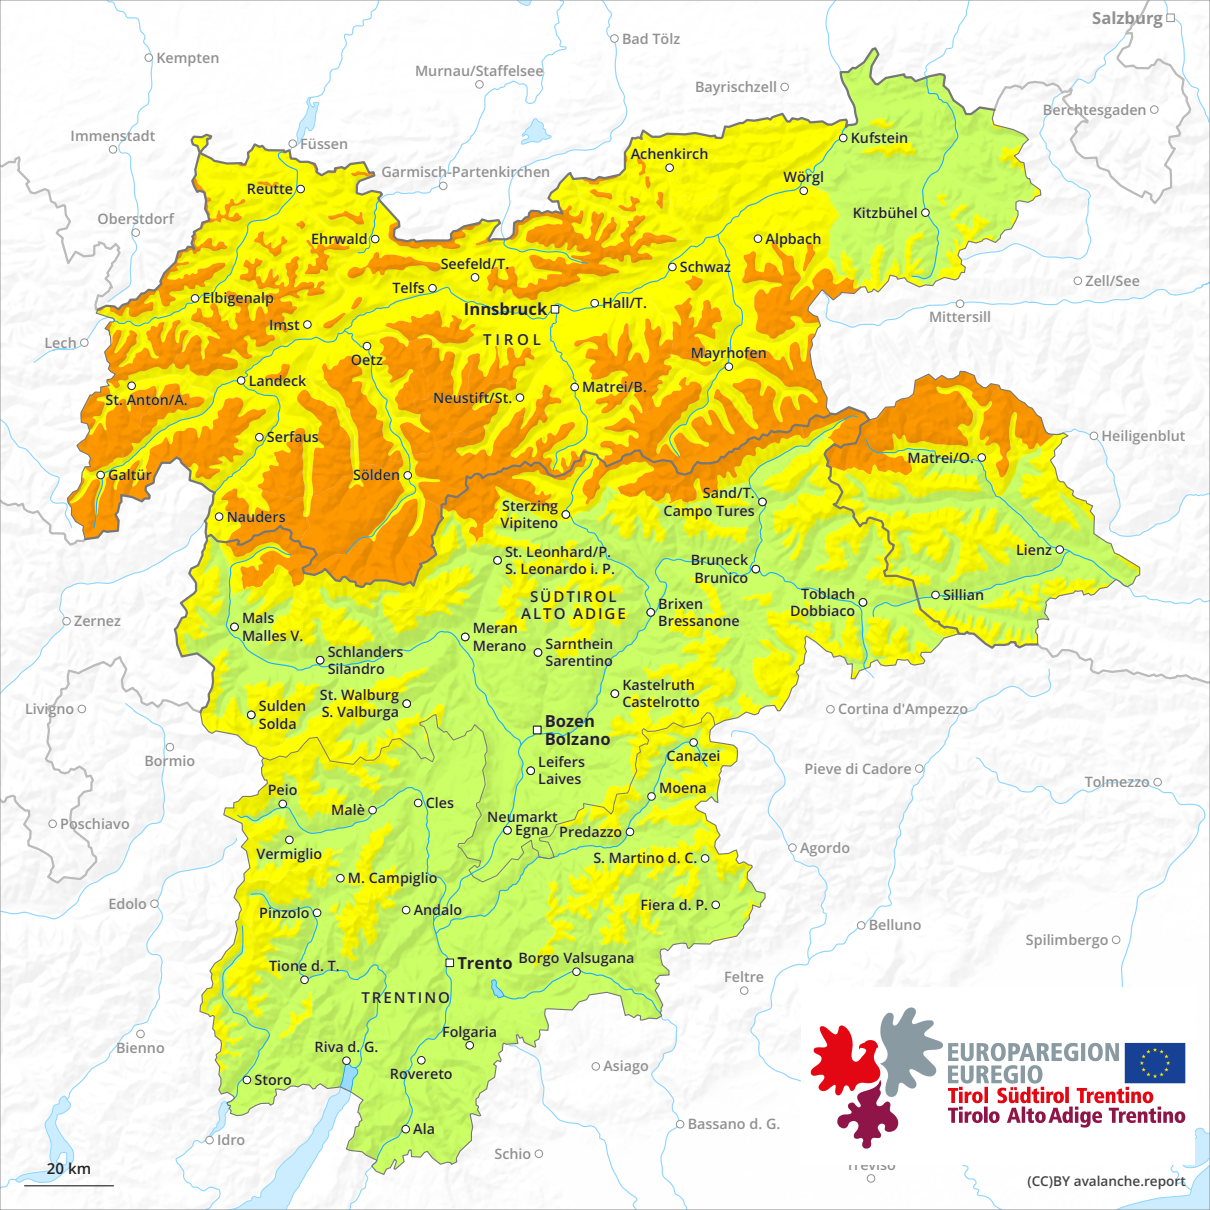 Salzburg
Bad Tölz
Kempten
Murnau/Staffelsee
Bayrischzell
Berchtesgaden
Immenstadt
Füssen
Kufstein
Achenkirch
Garmisch-Partenkirchen
Wörgl
Reutte
Oberstdorf
Kitzbühel
Ehrwald
Alpbach
Seefeld/T.
Schwaz
Zell/See
Telfs
Elbigenalp
Hall/T.
Innsbruck
Mittersill
Imst
TIROL
Lech
Oetz
Mayrhofen
Landeck
Matrei/B.
St. Anton/A.
Neustift/St.
Serfaus
Heiligenblut
Matrei/O.
Galtür
Sölden
Sand/T.
Campo Tures
Sterzing
Vipiteno
Nauders
St. Leonhard/P.
S. Leonardo i. P.
Lienz
Bruneck
Brunico
SÜDTIROL
ALTO ADIGE
Toblach
Dobbiaco
Sillian
Brixen
Bressanone
Zernez
Mals
Malles V.
Meran
Merano
Sarnthein
Sarentino
Schlanders
Silandro
Kastelruth
Castelrotto
St. Walburg
S. Valburga
Sulden
Solda
Livigno
Cortina d'Ampezzo
Bozen
Bolzano
Bormio
Canazei
Leifers
Laives
Pieve di Cadore
Tolmezzo
Peio
Moena
Malè
Cles
Neumarkt
Egna
Predazzo
Poschiavo
Vermiglio
Agordo
S. Martino d. C.
M. Campiglio
Edolo
Pinzolo
Andalo
Fiera d. P.
Belluno
Spilimbergo
Trento
Borgo Valsugana
Tione d. T.
Feltre
TRENTINO
Folgaria
Bienno
Riva d. G.
Rovereto
Asiago
Storo
EUROPAREGION
EUREGIO
Tirol Südtirol Trentino
Tirolo Alto Adige Trentino
Ala
Bassano d. G.
Idro
Schio
Treviso
20 km
(CC)BY avalanche.report